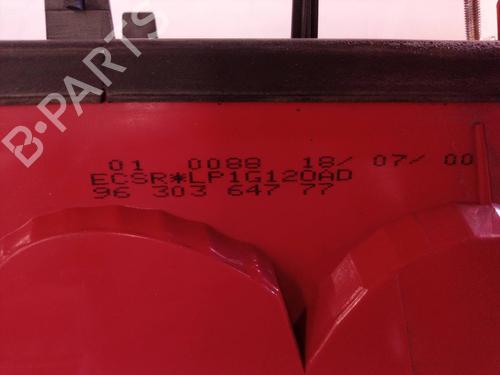 B-PARTS
01 0088 18/ 07/ 00
ECSR*LP1G120AD
96 303 647 77